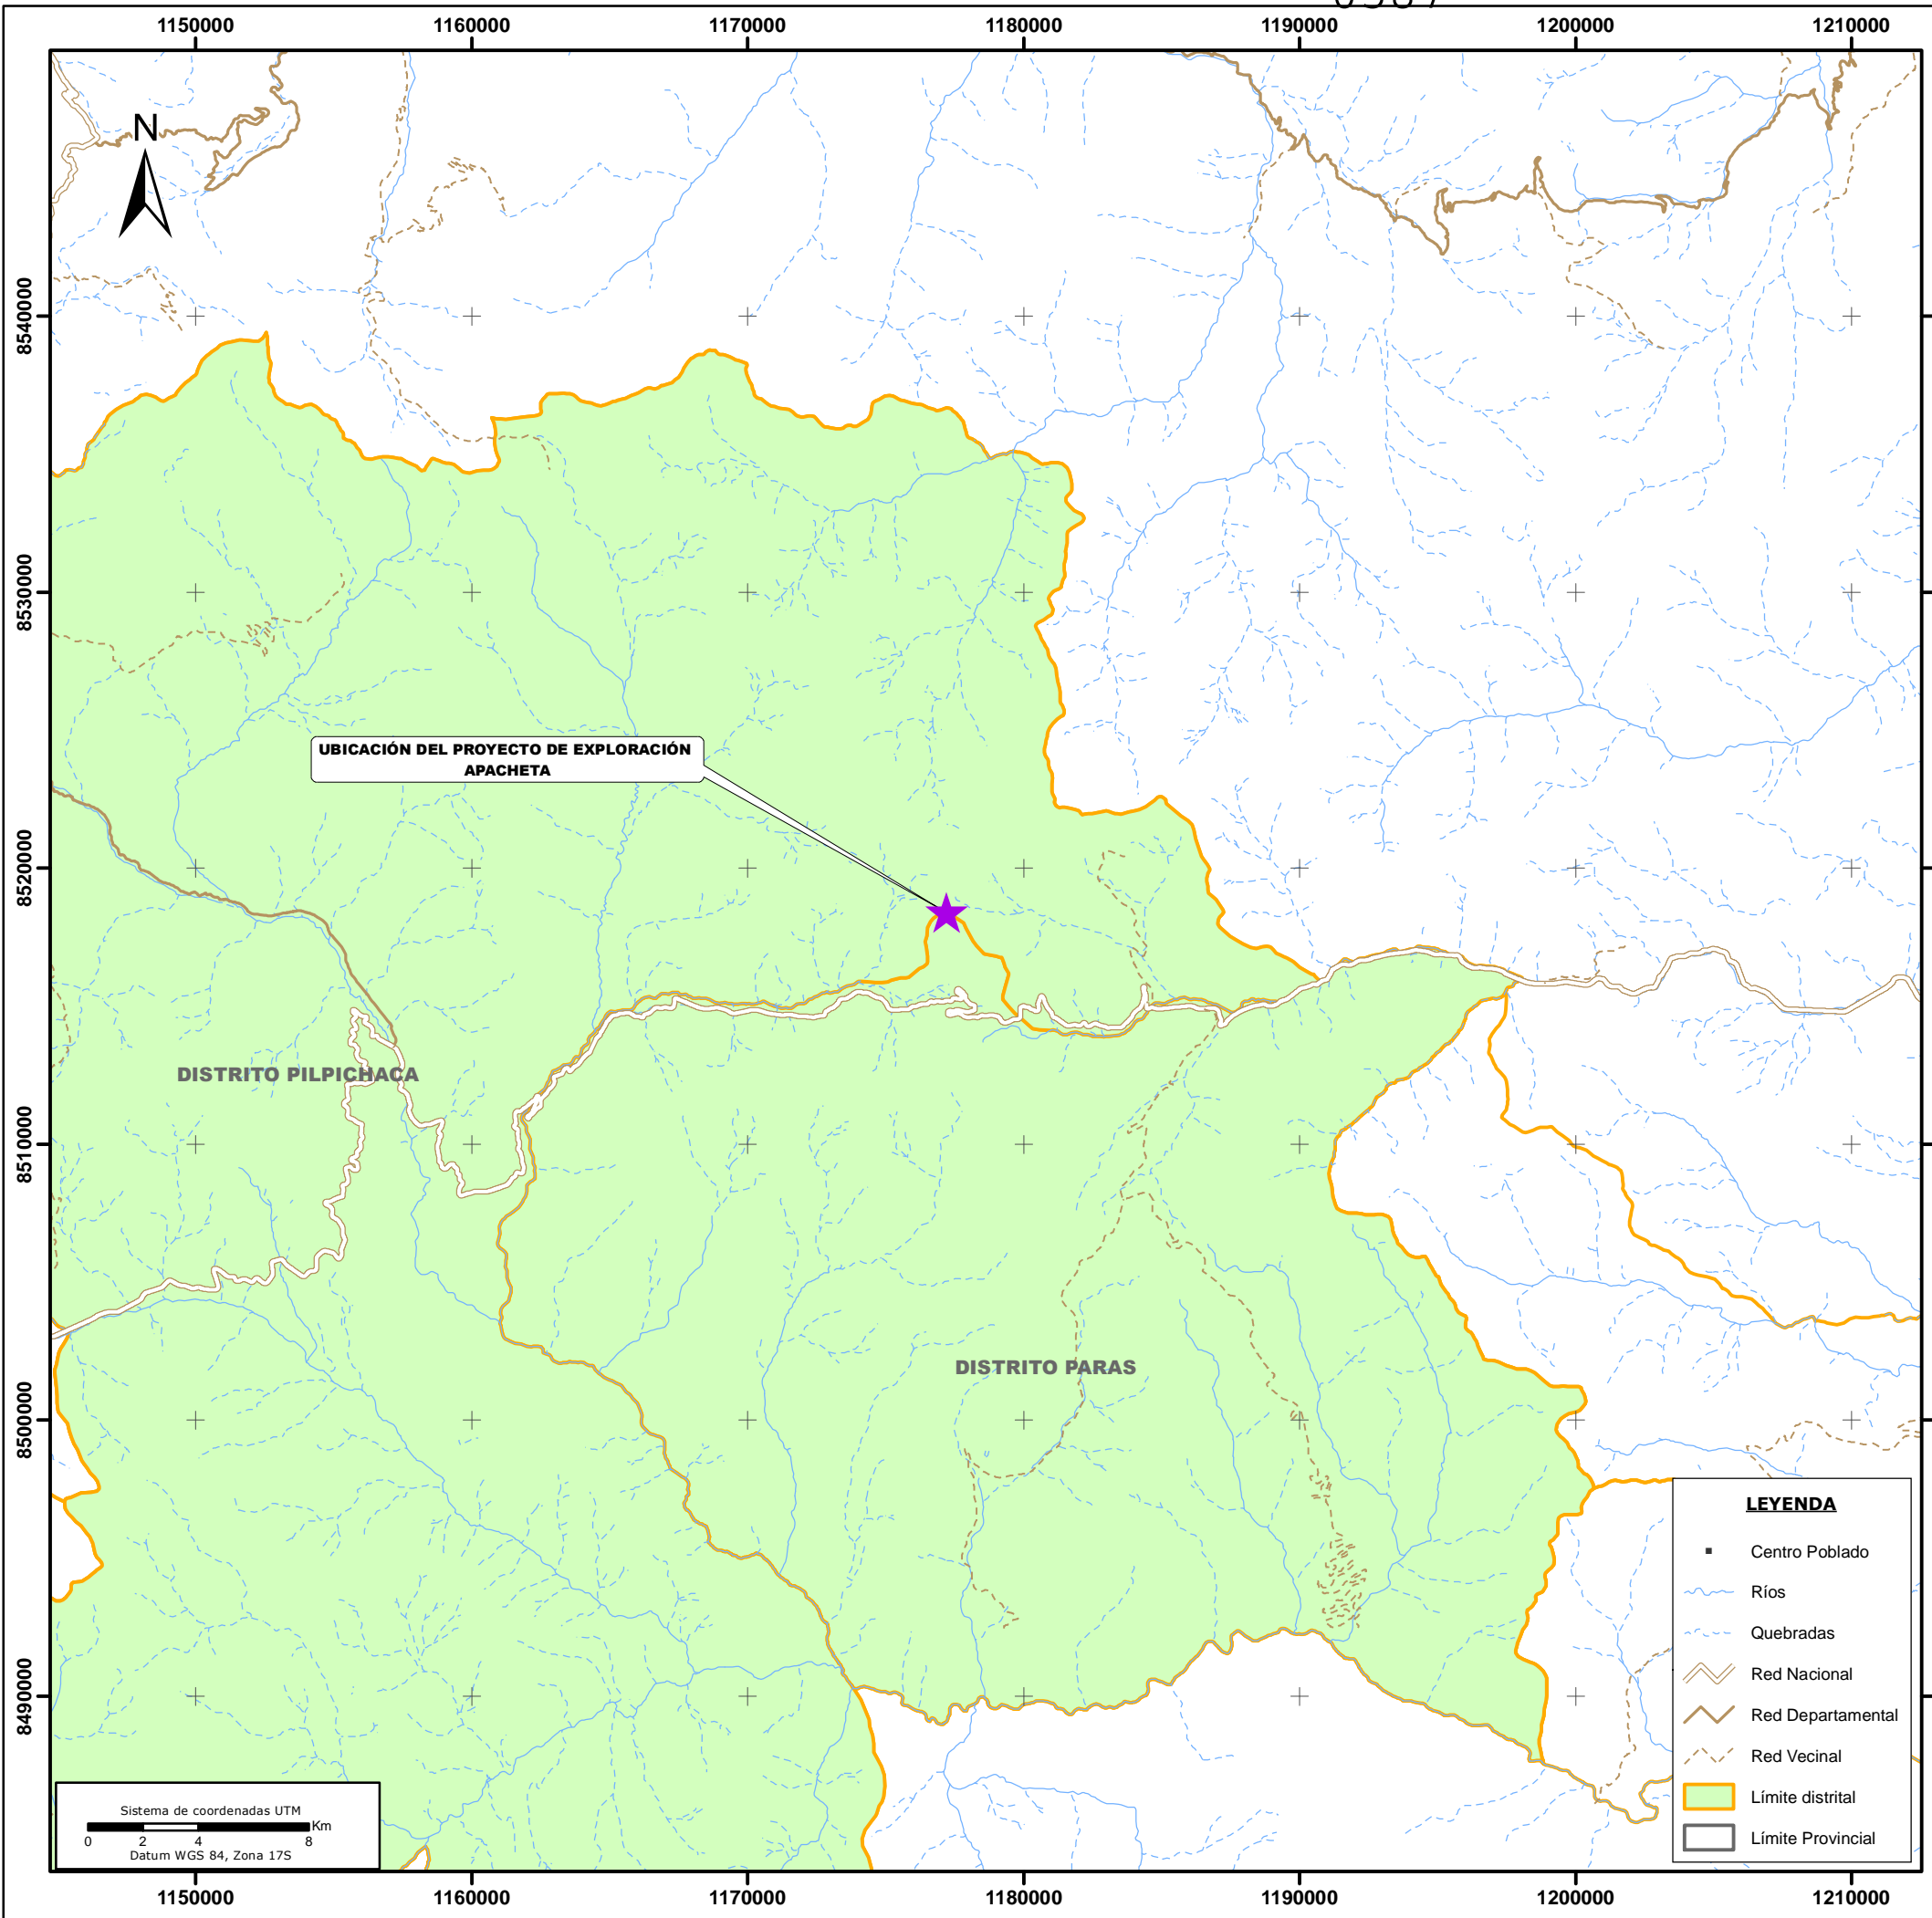 1150000 1160000 1170000 1180000 1190000 1200000 1210000
N
8540000
8530000
8520000
8510000
8500000
8490000
UBICACIÓN DEL PROYECTO DE EXPLORACIÓN
APACHETA
DISTRITO PILPICHACA
DISTRITO PARAS
LEYENDA
Centro Poblado
Ríos
Quebradas
Red Nacional
Red Departamental
Red Vecinal
Límite distrital
Límite Provincial
Sistema de coordenadas UTM
Km
0 2 4 8
Datum WGS 84, Zona 17S
1150000 1160000 1170000 1180000 1190000 1200000 1210000